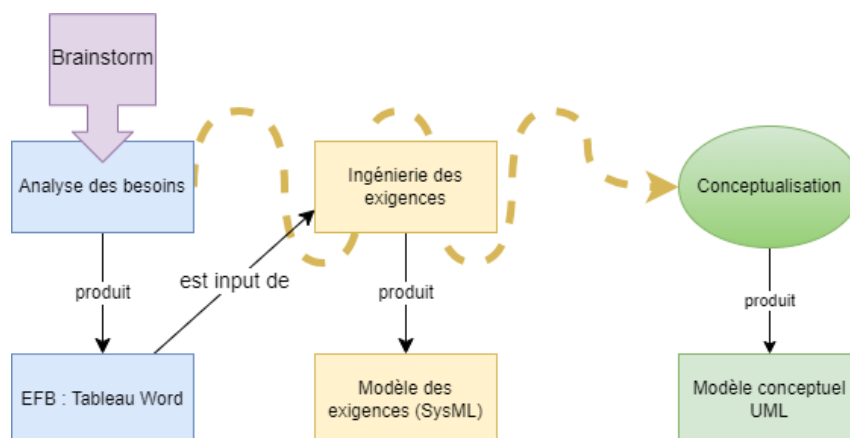 Brainstorm
Analyse des besoins
Ingénierie des
exigences
Conceptualisation
produit
est input de
produit
produit
EFB : Tableau Word
Modèle des
exigences (SysML)
Modèle conceptuel
UML